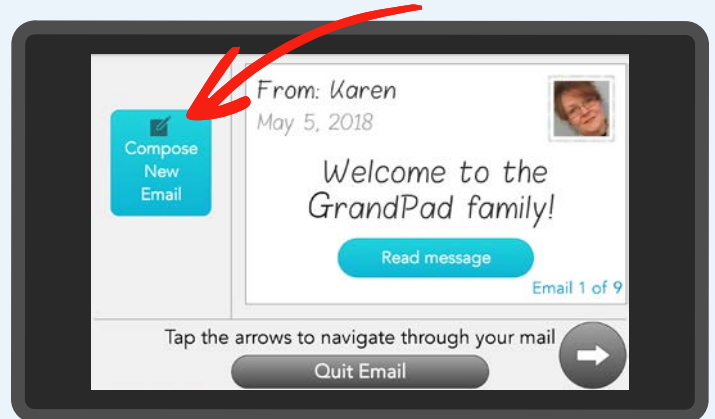 Compose
New
Email
From: Karen
May 5, 2018
Welcome to the
GrandPad family!
Read message
Email 1 of 9
Tap the arrows to navigate through your mail
Quit Email